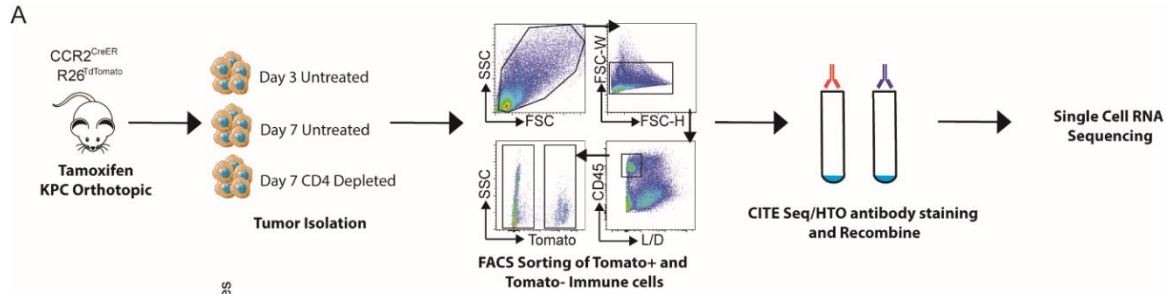 A
CCR2CreER
R26TdTomato
Tamoxifen
KPC Orthotopic
Day 3 Untreated
Day 7 Untreated
Day 7 CD4 Depleted
Tumor Isolation
SSC
FSC
FSC-W
FSC-H
SSC
Tomato
CD45
L/D
FACS Sorting of Tomato+ and
Tomato- Immune cells
CITE Seq/HTO antibody staining
and Recombine
Single Cell RNA
Sequencing